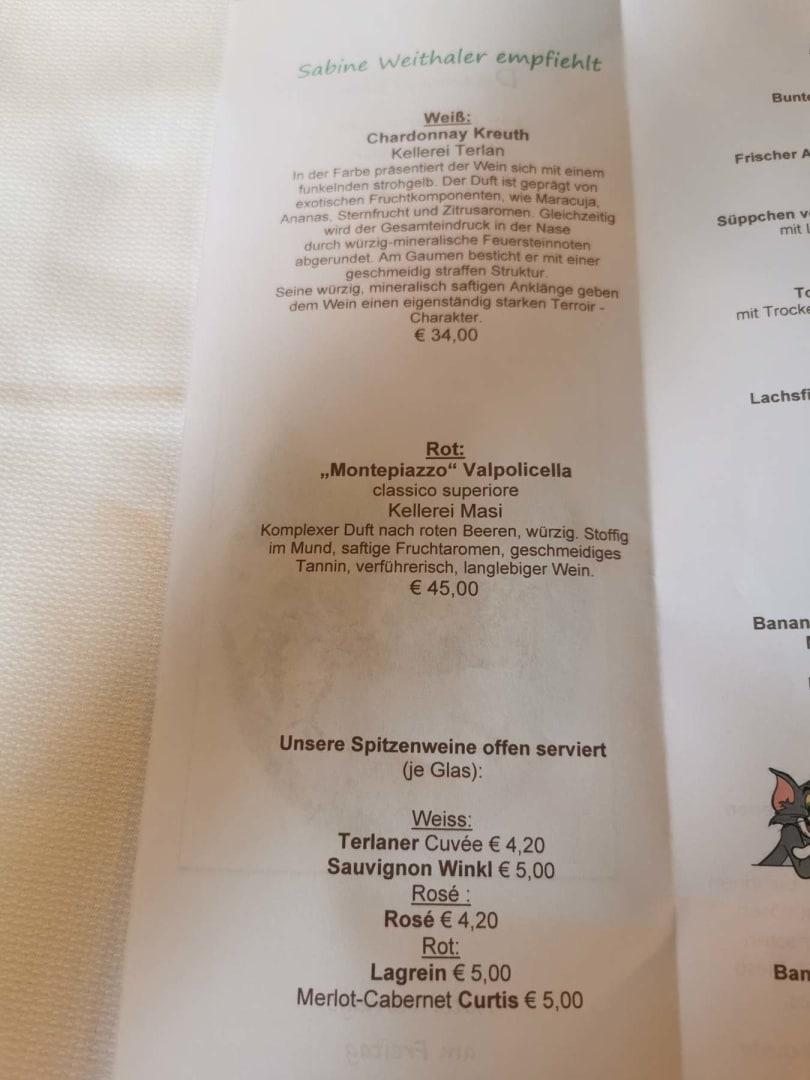 Sabine Weithaler empfiehlt
Weiß:
Chardonnay Kreuth
Kellerei Terlan
In der Farbe präsentiert der Wein sich mit einem
funkelnden strohgelb. Der Duft ist geprägt von
exotischen Fruchtkomponenten, wie Maracuja,
Ananas, Sternfrucht und Zitrusaromen. Gleichzeitig
wird der Gesamteindruck in der Nase
durch würzig-mineralische Feuersteinnoten
abgerundet. Am Gaumen besticht er mit einer
geschmeidig straffen Struktur.
Seine würzig, mineralisch saftigen Anklänge geben
dem Wein einen eigenständig starken Terroir -
Charakter.
€ 34,00
Rot:
„Montepiazzo“ Valpolicella
classico superiore
Kellerei Masi
Komplexer Duft nach roten Beeren, würzig. Stoffig
im Mund, saftige Fruchtaromen, geschmeidiges
Tannin, verführerisch, langlebiger Wein.
€ 45,00
Unsere Spitzenweine offen serviert
(je Glas):
Weiss:
Terlaner Cuvée € 4,20
Sauvignon Winkl € 5,00
Rosé :
Rosé € 4,20
Rot:
Lagrein € 5,00
Merlot-Cabernet Curtis € 5,00
am Freitag
Frischer
Süppchen
mit
mit